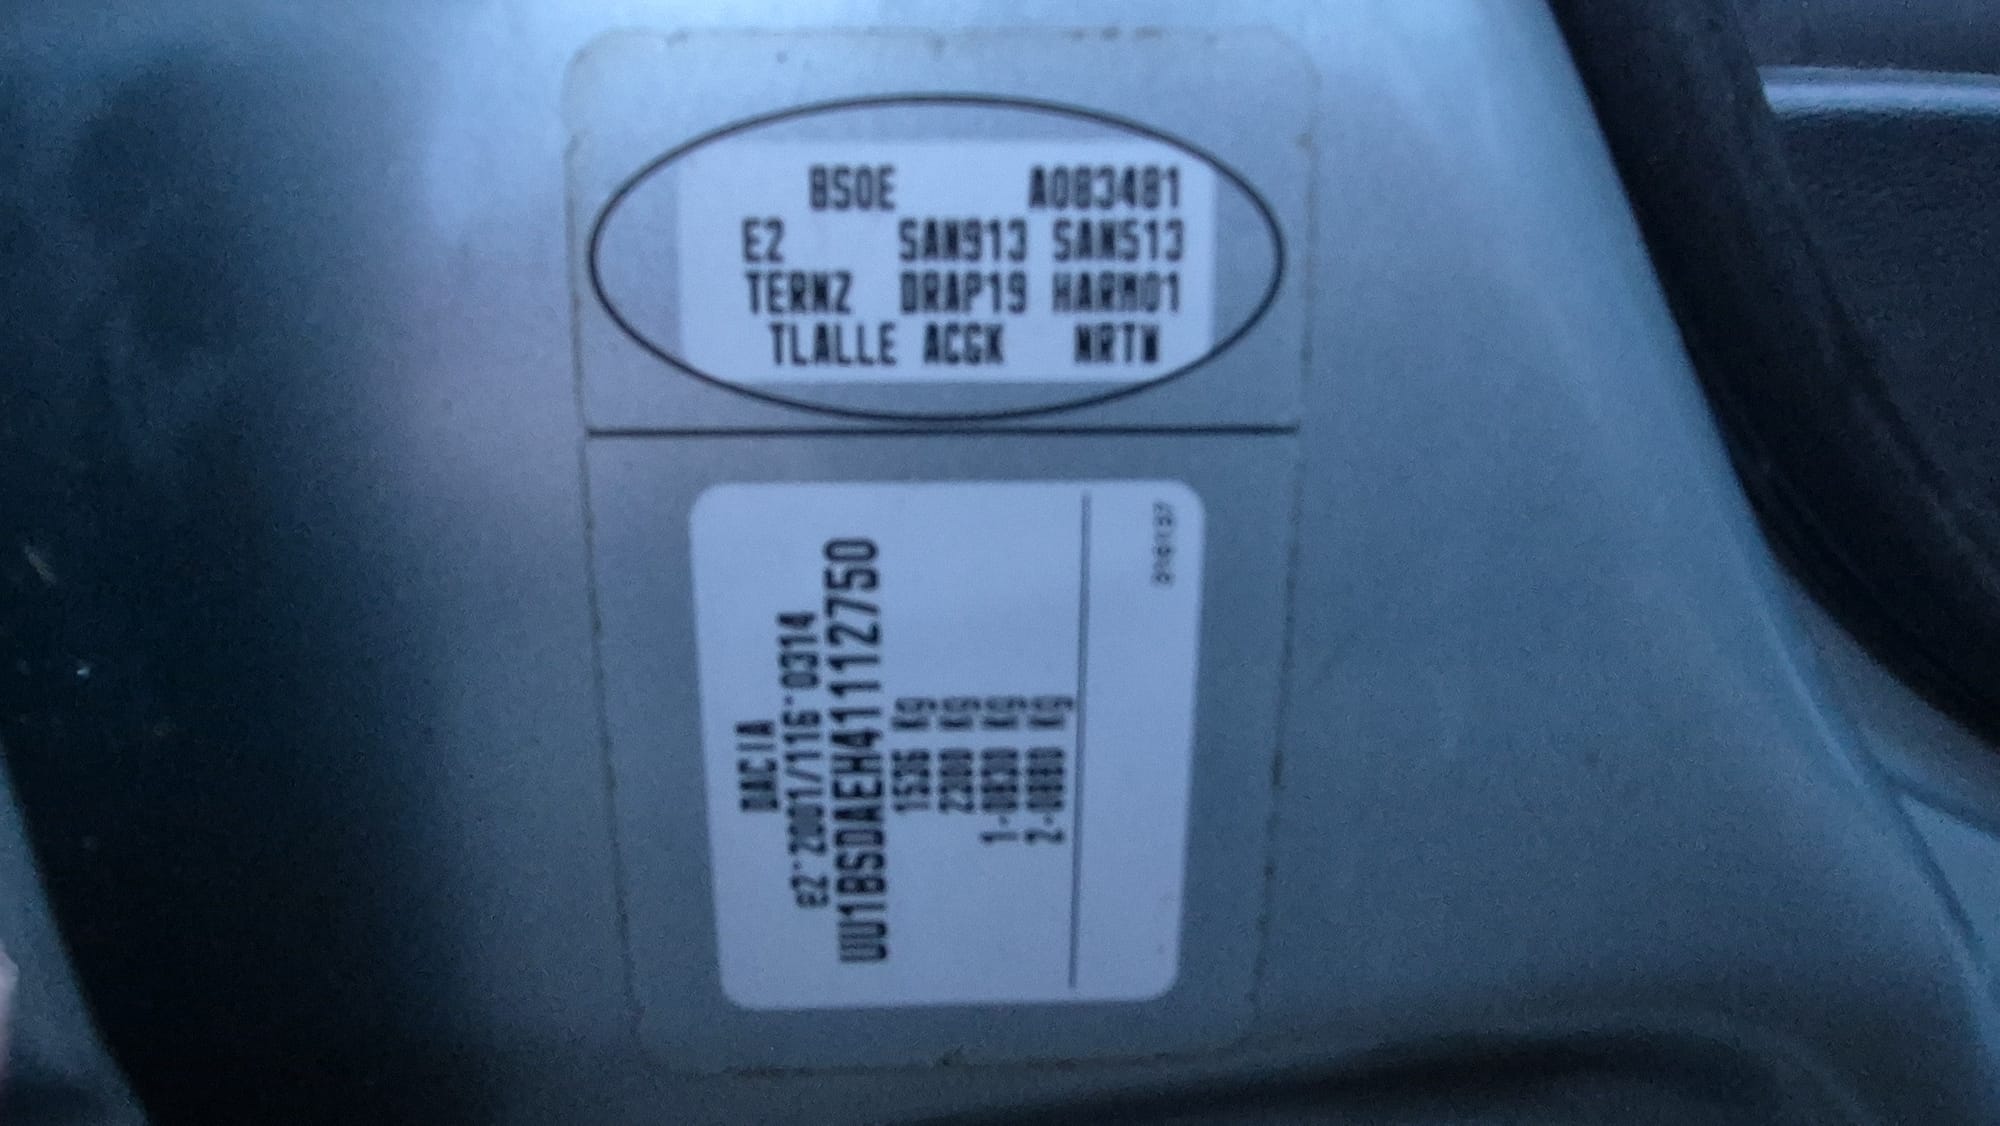 BS0E A083481
E2 SAN913 SAN513
TERNZ DRAP19 HARM01
TLALLE ACGK NRTW
DACIA
e2*2001/116*0314
UU1BSDAEH41112750
1535 KG
2300 KG
1-0830 KG
2-0880 KG